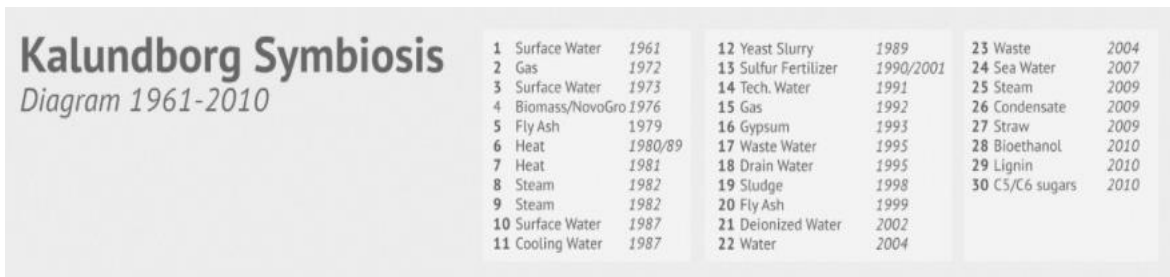 Kalundborg Symbiosis
Diagram 1961-2010
1 Surface Water 1961
2 Gas 1972
3 Surface Water 1973
4 Biomass/NovoGro 1976
5 Fly Ash 1979
6 Heat 1980/89
7 Heat 1981
8 Steam 1982
9 Steam 1982
10 Surface Water 1987
11 Cooling Water 1987
12 Yeast Slurry 1989
13 Sulfur Fertilizer 1990/2001
14 Tech. Water 1991
15 Gas 1992
16 Gypsum 1993
17 Waste Water 1995
18 Drain Water 1995
19 Sludge 1998
20 Fly Ash 1999
21 Deionized Water 2002
22 Water 2004
23 Waste 2004
24 Sea Water 2007
25 Steam 2009
26 Condensate 2009
27 Straw 2009
28 Bioethanol 2010
29 Lignin 2010
30 C5/C6 sugars 2010